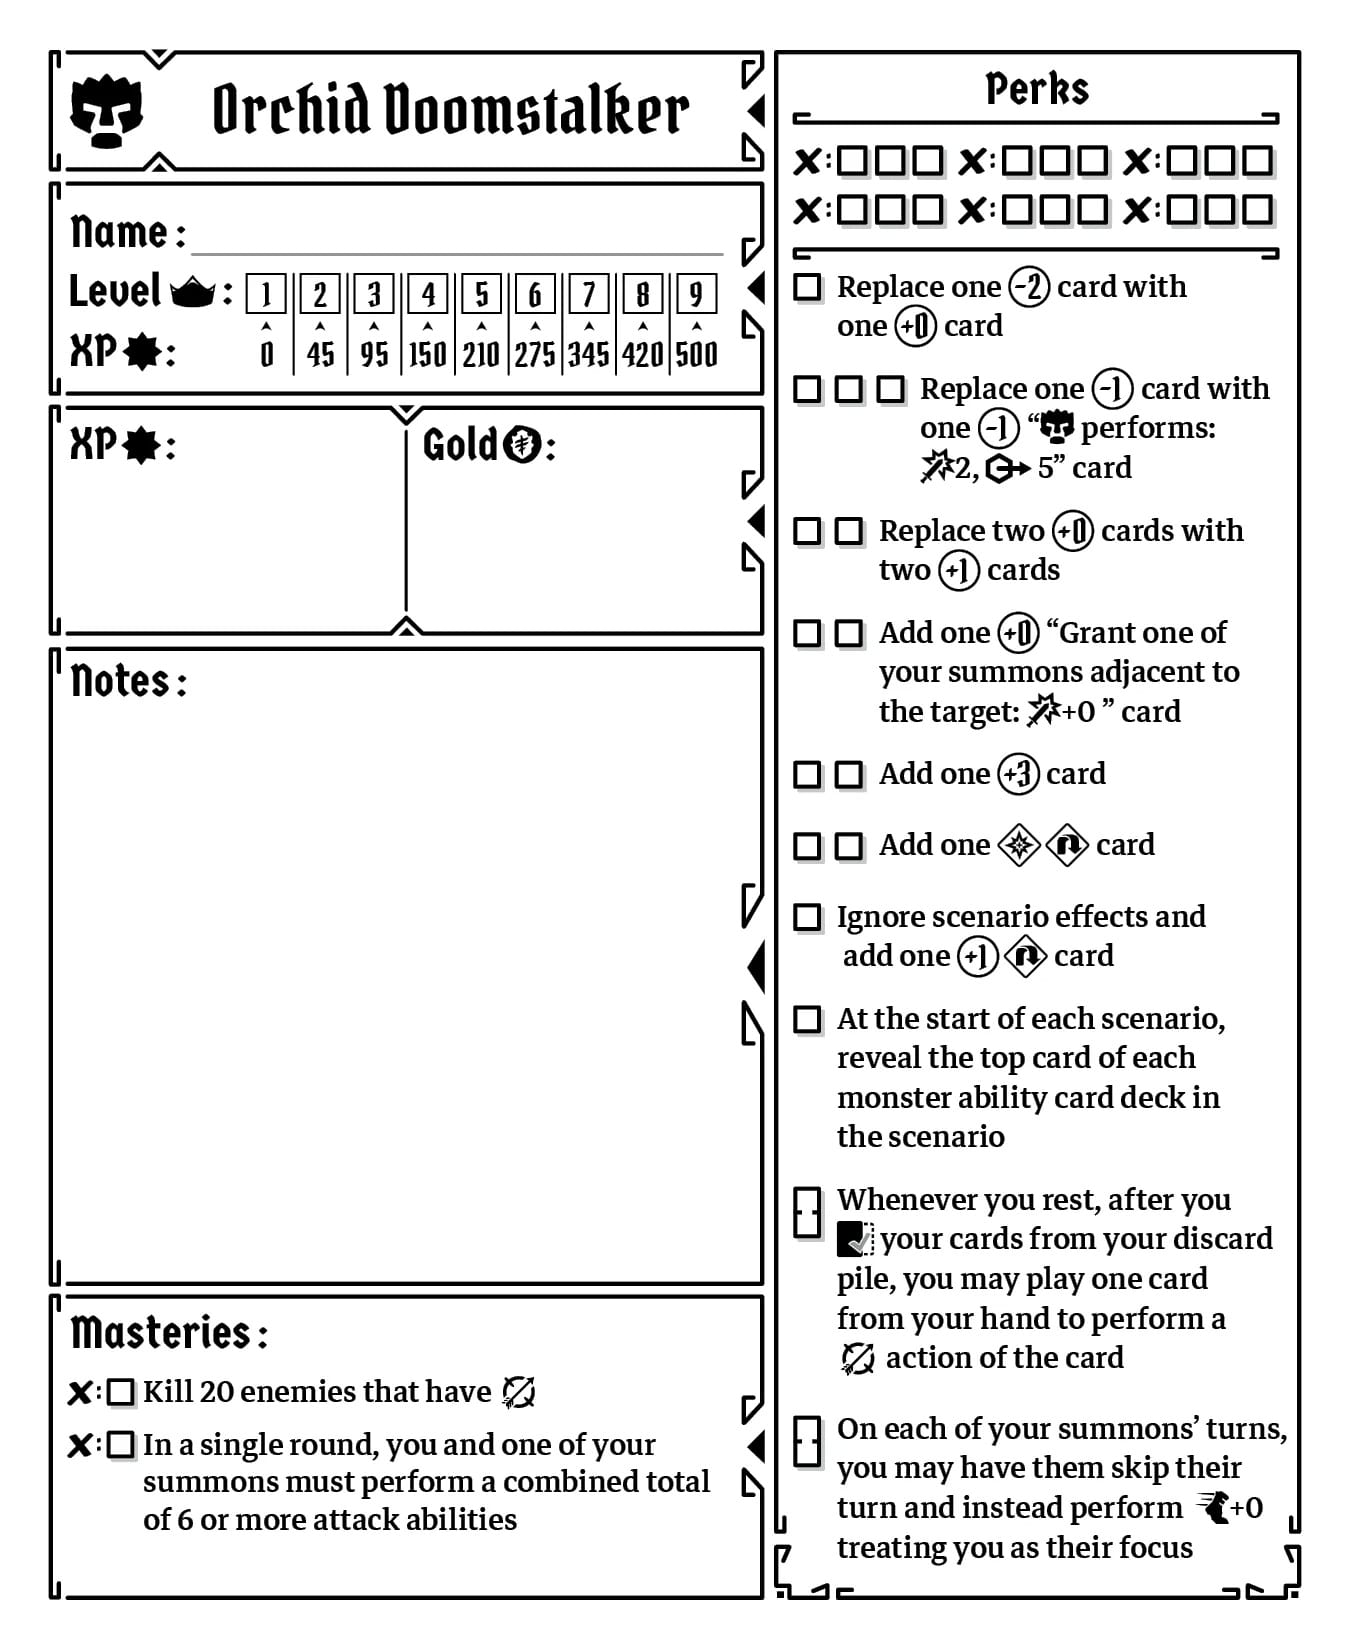 Orchid Doomstalker
Name:
Level : 1 2 3 4 5 6 7 8 9
XP : 0 45 95 150 210 275 345 420 500
XP :
Gold :
Notes:
Masteries:
Kill 20 enemies that have
In a single round, you and one of your
summons must perform a combined total
of 6 or more attack abilities
Perks
Replace one -2 card with
one +0 card
Replace one -1 card with
one -1 “ performs:
2, 5” card
Replace two +0 cards with
two +1 cards
Add one +0 “Grant one of
your summons adjacent to
the target: +0 ” card
Add one +3 card
Add one card
Ignore scenario effects and
add one +1 card
At the start of each scenario,
reveal the top card of each
monster ability card deck in
the scenario
Whenever you rest, after you
your cards from your discard
pile, you may play one card
from your hand to perform a
action of the card
On each of your summons’ turns,
you may have them skip their
turn and instead perform +0
treating you as their focus